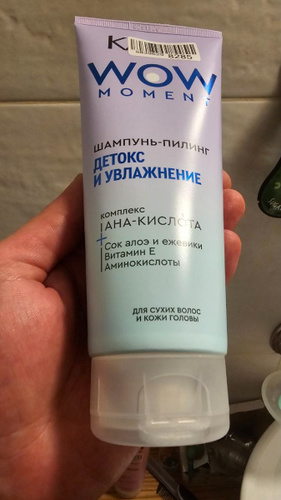 8285
WOW
MOMENT
ШАМПУНЬ-ПИЛИНГ
ДЕТОКС
И УВЛАЖНЕНИЕ
комплекс
АНА-КИСЛОТА
+
Сок алоэ и ежевики
Витамин Е
Аминокислоты
ДЛЯ СУХИХ ВОЛОС
И КОЖИ ГОЛОВЫ